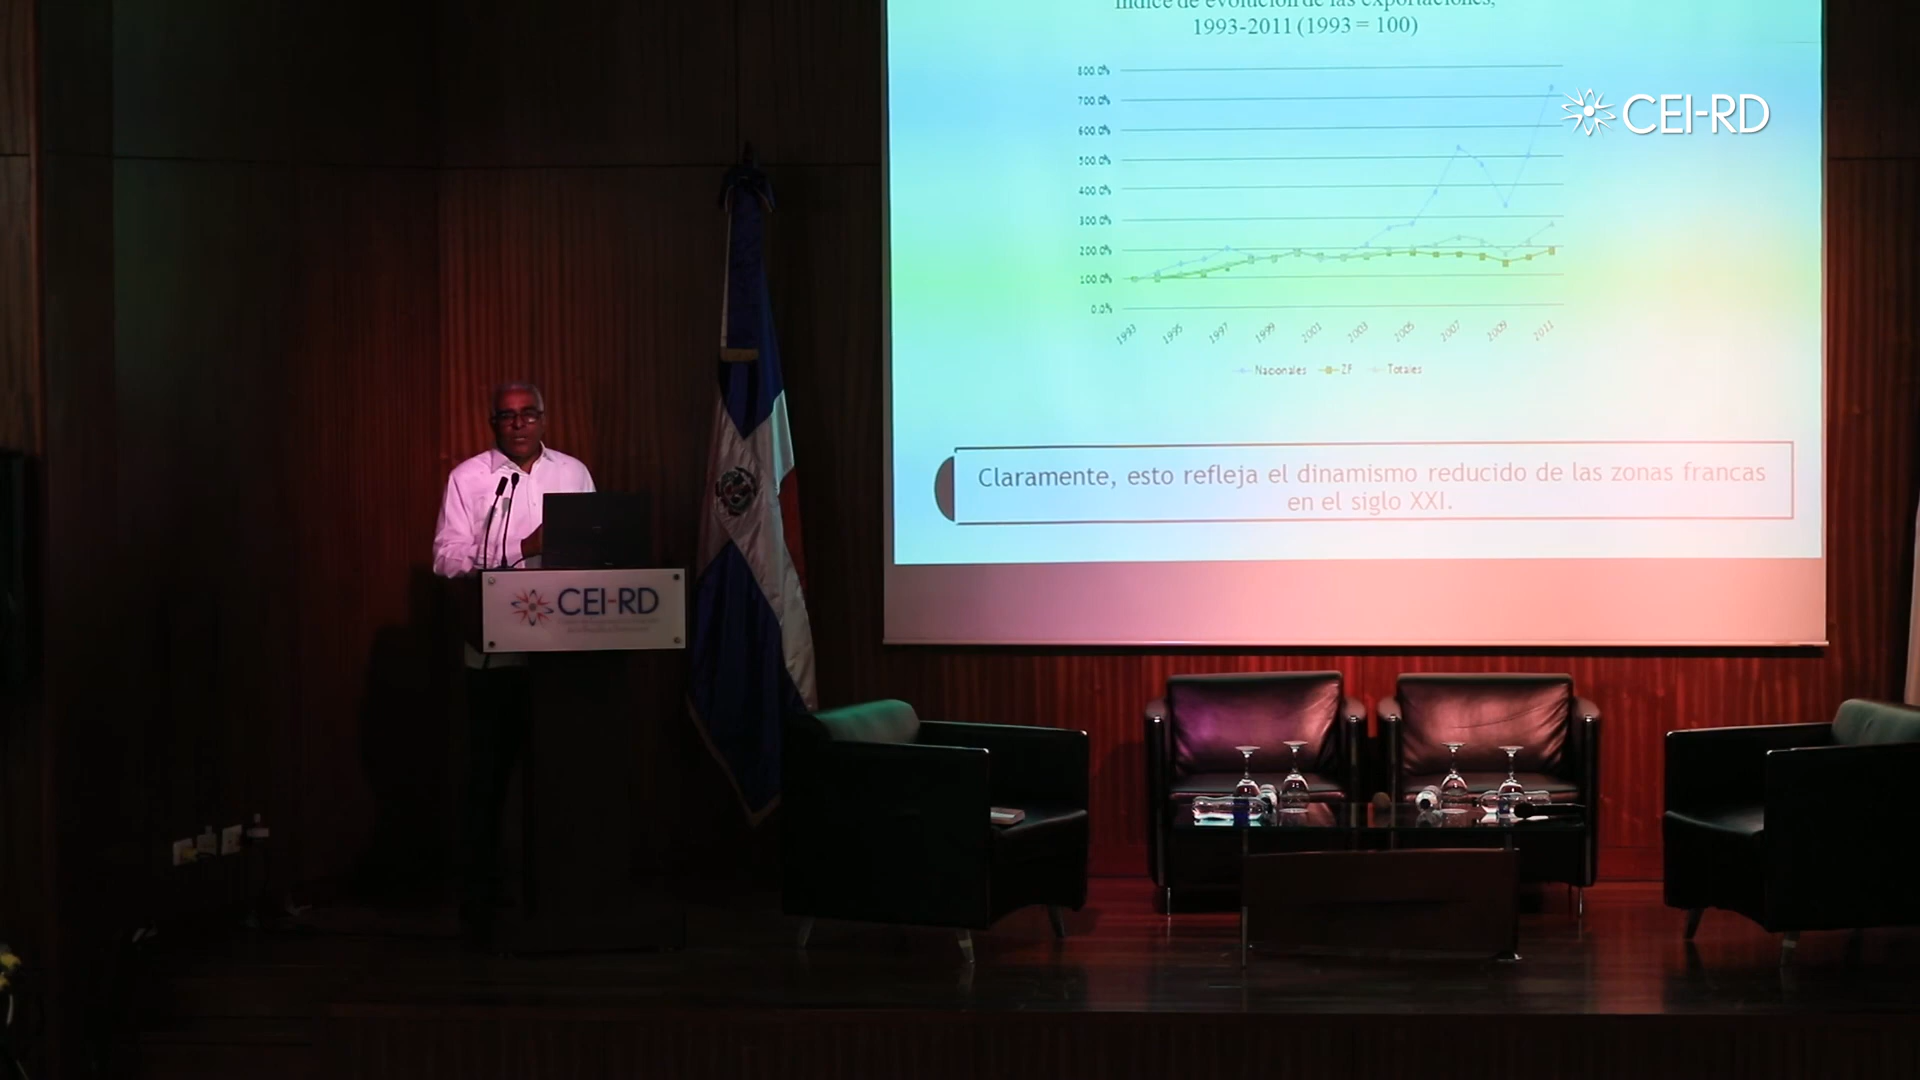 Índice de evolución de las exportaciones,
1993-2011 (1993 = 100)
800.0%
700.0%
600.0%
500.0%
400.0%
300.0%
200.0%
100.0%
0.0%
1993 1995 1997 1999 2001 2003 2005 2007 2009 2011
Nacionales ZF Totales
CEI-RD
Claramente, esto refleja el dinamismo reducido de las zonas francas
en el siglo XXI.
CEI-RD